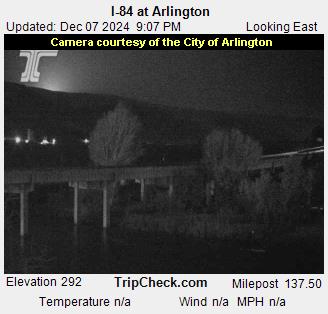 I-84 at Arlington
Updated: Dec 07 2024 9:07 PM Looking East
Camera courtesy of the City of Arlington
Elevation 292 TripCheck.com Milepost 137.50
Temperature n/a Wind n/a MPH n/a